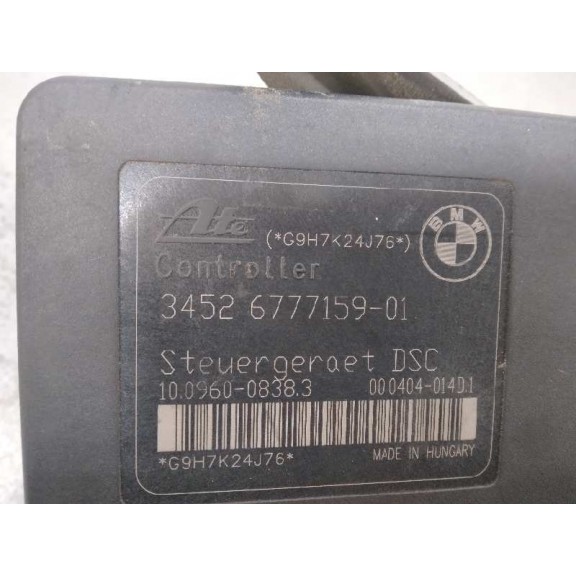 Ate (*G9H7K24J76*) BMW
Controller
3452 6777159-01
Steuergeraet DSC
10.0960-0838.3 000404-014D1
*G9H7K24J76* MADE IN HUNGARY